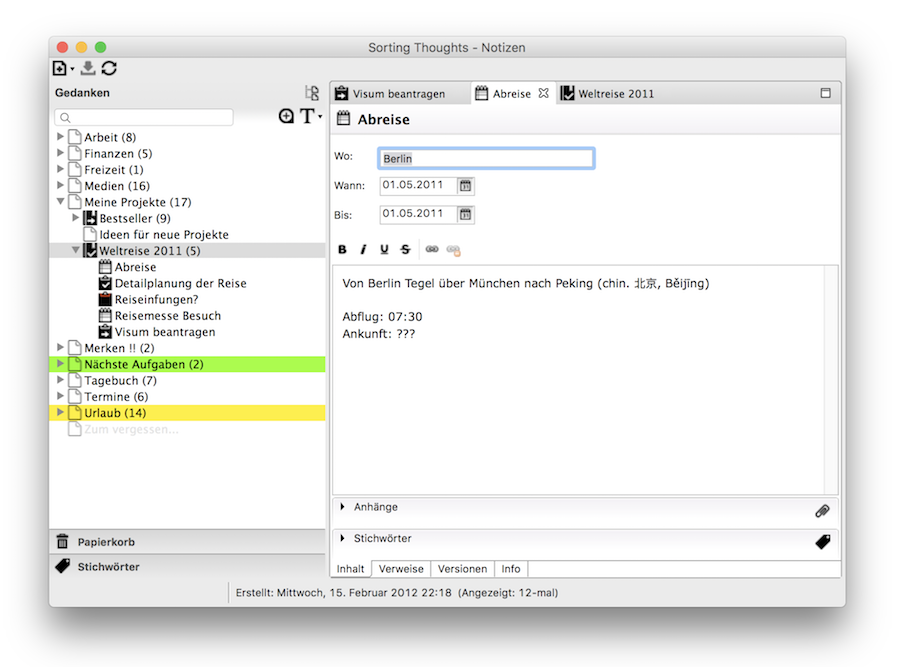 Sorting Thoughts - Notizen
Gedanken
Arbeit (8)
Finanzen (5)
Freizeit (1)
Medien (16)
Meine Projekte (17)
Bestseller (9)
Ideen für neue Projekte
Weltreise 2011 (5)
Abreise
Detailplanung der Reise
Reiseinfungen?
Reisemesse Besuch
Visum beantragen
Merken !! (2)
Nächste Aufgaben (2)
Tagebuch (7)
Termine (6)
Urlaub (14)
Zum vergessen...
Papierkorb
Stichwörter
Visum beantragen
Abreise
Weltreise 2011
Abreise
Wo: Berlin
Wann: 01.05.2011
Bis: 01.05.2011
B i U S
Von Berlin Tegel über München nach Peking (chin. 北京, Běijīng)
Abflug: 07:30
Ankunft: ???
Anhänge
Stichwörter
Inhalt Verweise Versionen Info
Erstellt: Mittwoch, 15. Februar 2012 22:18 (Angezeigt: 12-mal)